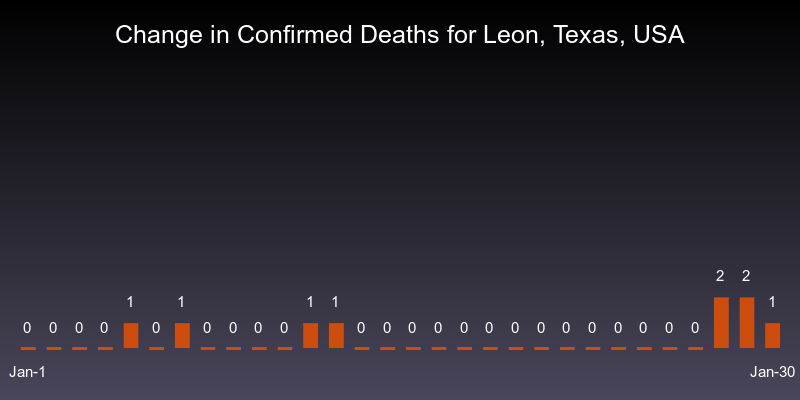 Change in Confirmed Deaths for Leon, Texas, USA
2 2
1 1 1 1 1
0 0 0 0 0 0 0 0 0 0 0 0 0 0 0 0 0 0 0 0 0 0 0
Jan-1 Jan-30